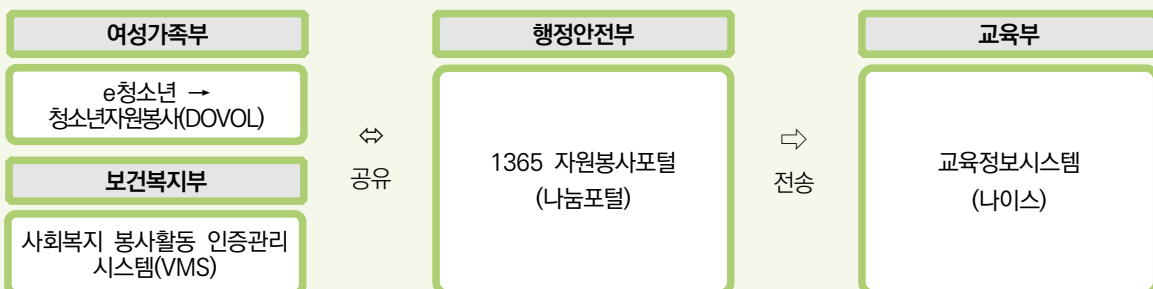 여성가족부
e청소년 →
청소년자원봉사(DOVOL)
보건복지부
사회복지 봉사활동 인증관리
시스템(VMS)
⇔
공유
행정안전부
1365 자원봉사포털
(나눔포털)
⇨
전송
교육부
교육정보시스템
(나이스)